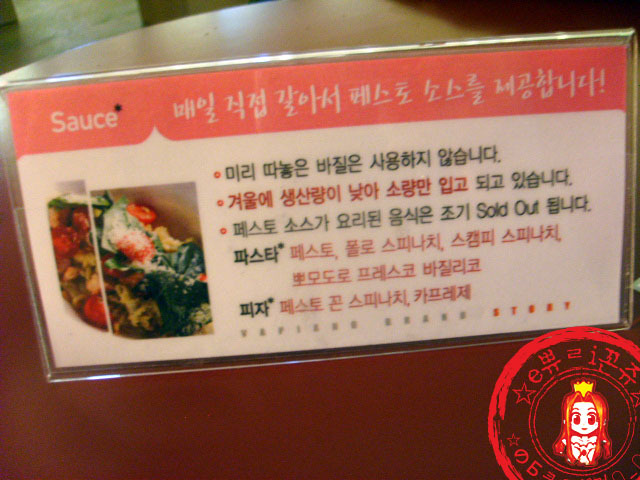 Sauce*
매일 직접 갈아서 페스토 소스를 제공합니다!
미리 따놓은 바질은 사용하지 않습니다.
겨울에 생산량이 낮아 소량만 입고 되고 있습니다.
페스토 소스가 요리된 음식은 조기 Sold Out 됩니다.
파스타* 페스토, 폴로 스피나치, 스캠피 스피나치,
뽀모도로 프레스코 바질리코
피자* 페스토 꼰 스피나치, 카프레제
VAPIANO BRAND STORY